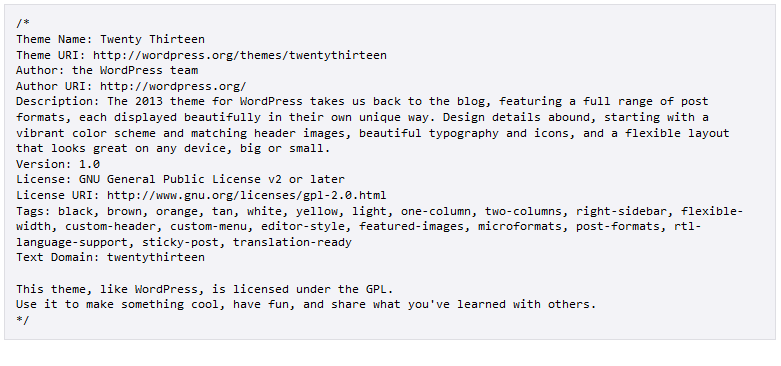 /*
Theme Name: Twenty Thirteen
Theme URI: http://wordpress.org/themes/twentythirteen
Author: the WordPress team
Author URI: http://wordpress.org/
Description: The 2013 theme for WordPress takes us back to the blog, featuring a full range of post
formats, each displayed beautifully in their own unique way. Design details abound, starting with a
vibrant color scheme and matching header images, beautiful typography and icons, and a flexible layout
that looks great on any device, big or small.
Version: 1.0
License: GNU General Public License v2 or later
License URI: http://www.gnu.org/licenses/gpl-2.0.html
Tags: black, brown, orange, tan, white, yellow, light, one-column, two-columns, right-sidebar, flexible-
width, custom-header, custom-menu, editor-style, featured-images, microformats, post-formats, rtl-
language-support, sticky-post, translation-ready
Text Domain: twentythirteen

This theme, like WordPress, is licensed under the GPL.
Use it to make something cool, have fun, and share what you've learned with others.
*/